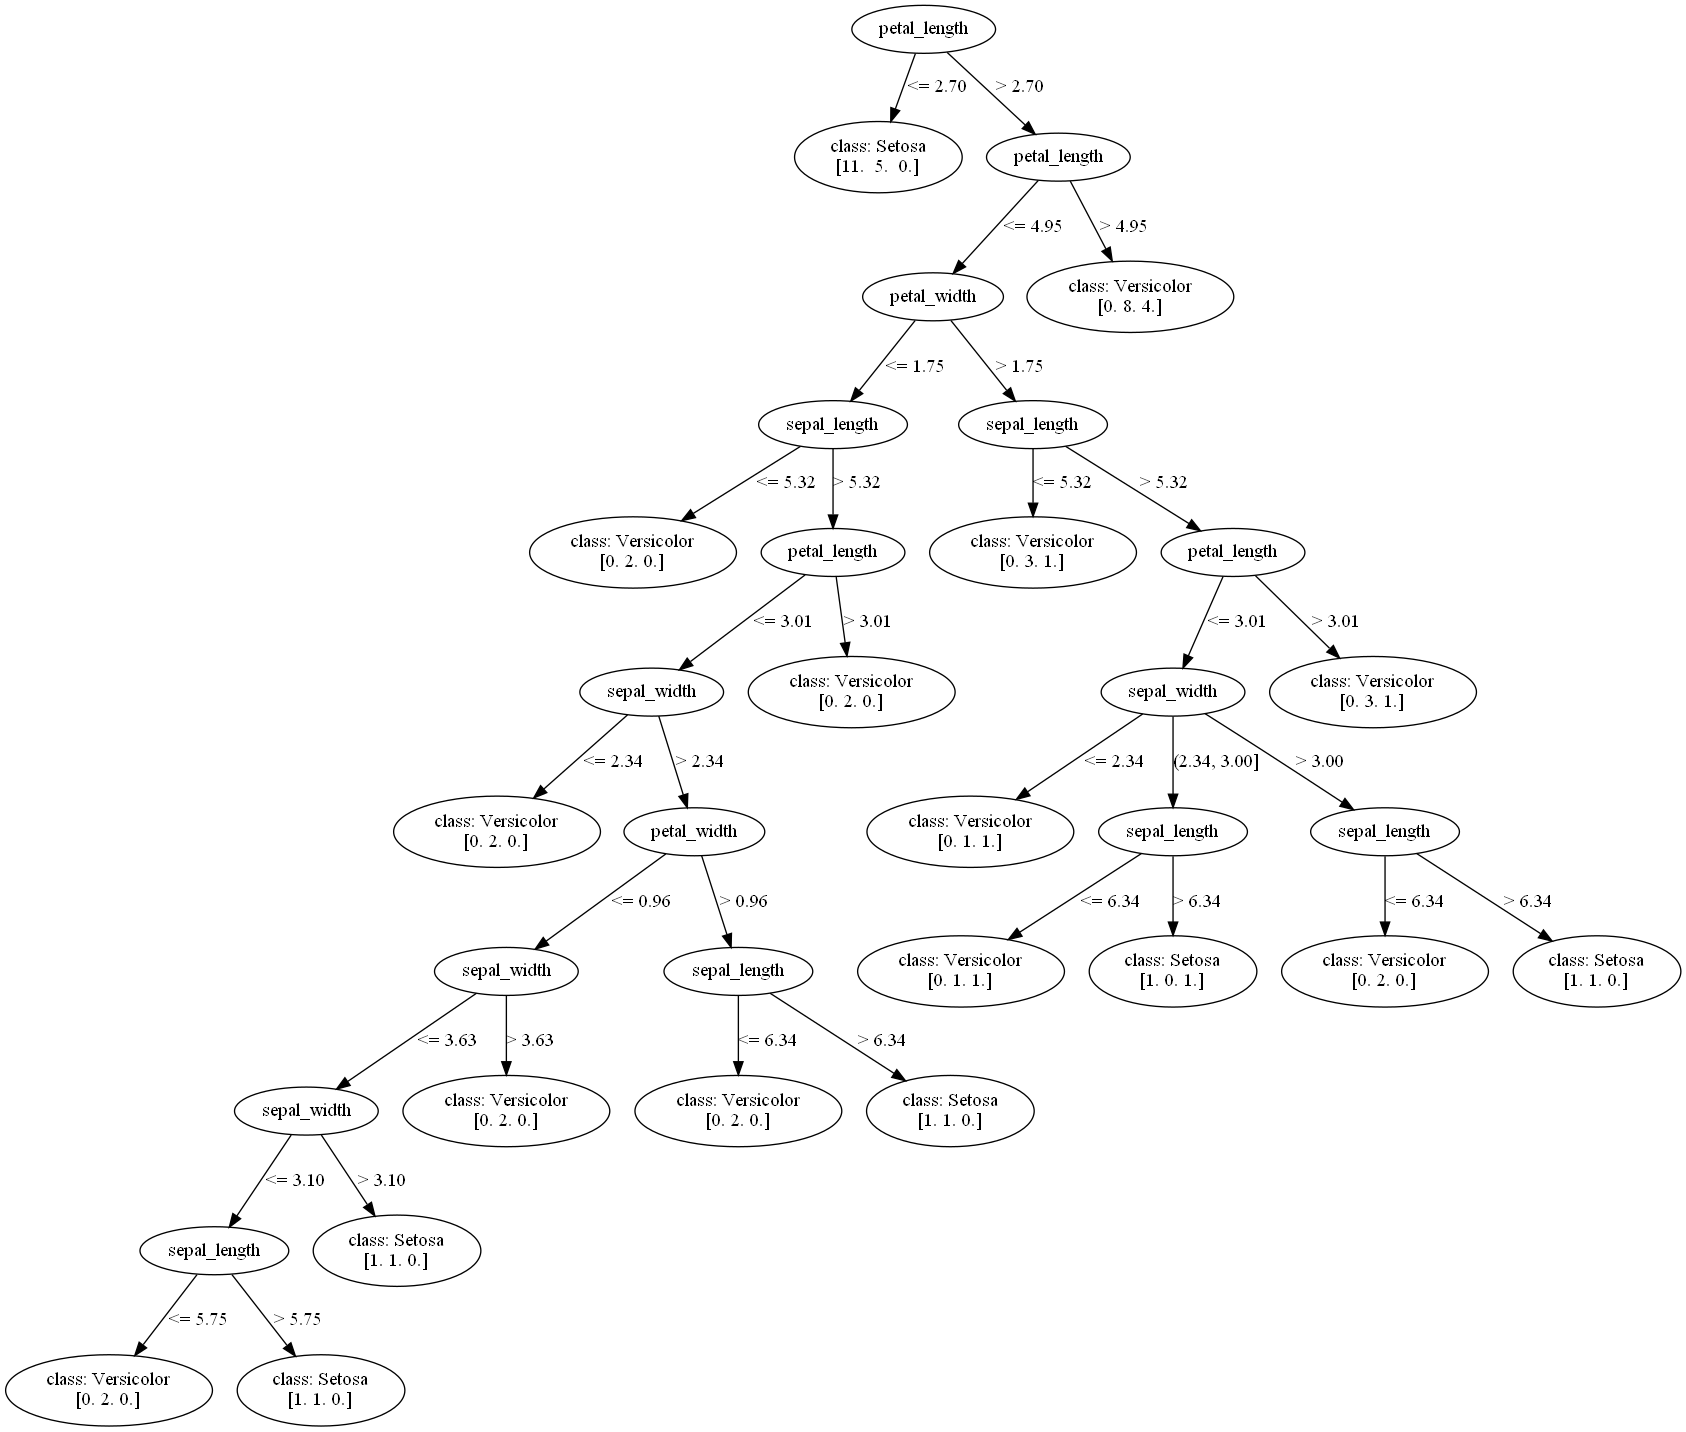 petal_length
<= 2.70
> 2.70
class: Setosa
[11.  5.  0.]
petal_length
<= 4.95
> 4.95
petal_width
class: Versicolor
[0. 8. 4.]
<= 1.75
> 1.75
sepal_length
sepal_length
<= 5.32
> 5.32
<= 5.32
> 5.32
class: Versicolor
[0. 2. 0.]
petal_length
class: Versicolor
[0. 3. 1.]
petal_length
<= 3.01
> 3.01
<= 3.01
> 3.01
sepal_width
class: Versicolor
[0. 2. 0.]
sepal_width
class: Versicolor
[0. 3. 1.]
<= 2.34
> 2.34
<= 2.34
(2.34, 3.00]
> 3.00
class: Versicolor
[0. 2. 0.]
petal_width
class: Versicolor
[0. 1. 1.]
sepal_length
sepal_length
<= 0.96
> 0.96
<= 6.34
> 6.34
<= 6.34
> 6.34
sepal_width
sepal_length
class: Versicolor
[0. 1. 1.]
class: Setosa
[1. 0. 1.]
class: Versicolor
[0. 2. 0.]
class: Setosa
[1. 1. 0.]
<= 3.63
> 3.63
<= 6.34
> 6.34
sepal_width
class: Versicolor
[0. 2. 0.]
class: Versicolor
[0. 2. 0.]
class: Setosa
[1. 1. 0.]
<= 3.10
> 3.10
sepal_length
class: Setosa
[1. 1. 0.]
<= 5.75
> 5.75
class: Versicolor
[0. 2. 0.]
class: Setosa
[1. 1. 0.]